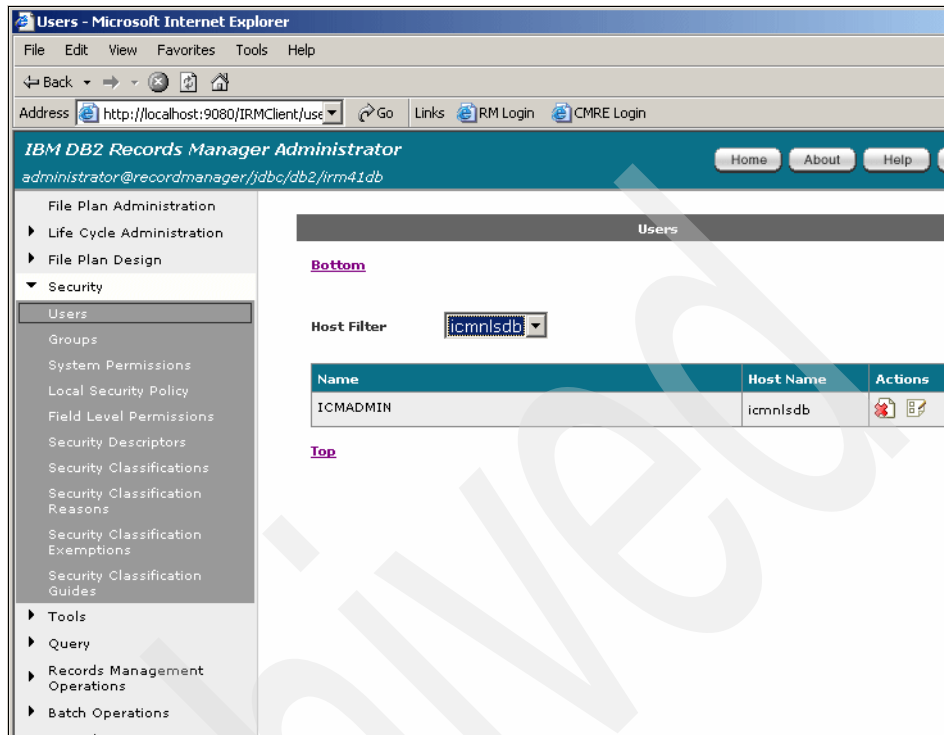 Users - Microsoft Internet Explorer
File Edit View Favorites Tools Help
Back
Address http://localhost:9080/IRMClient/use Go Links RM Login CMRE Login
IBM DB2 Records Manager Administrator
administrator@recordmanager/jdbc/db2/irm41db
Home About Help
File Plan Administration
Life Cycle Administration
File Plan Design
Security
Users
Groups
System Permissions
Local Security Policy
Field Level Permissions
Security Descriptors
Security Classifications
Security Classification
Reasons
Security Classification
Exemptions
Security Classification
Guides
Tools
Query
Records Management
Operations
Batch Operations
Users
Bottom
Host Filter icmnlsdb
Name Host Name Actions
ICMADMIN icmnlsdb
Top
hived